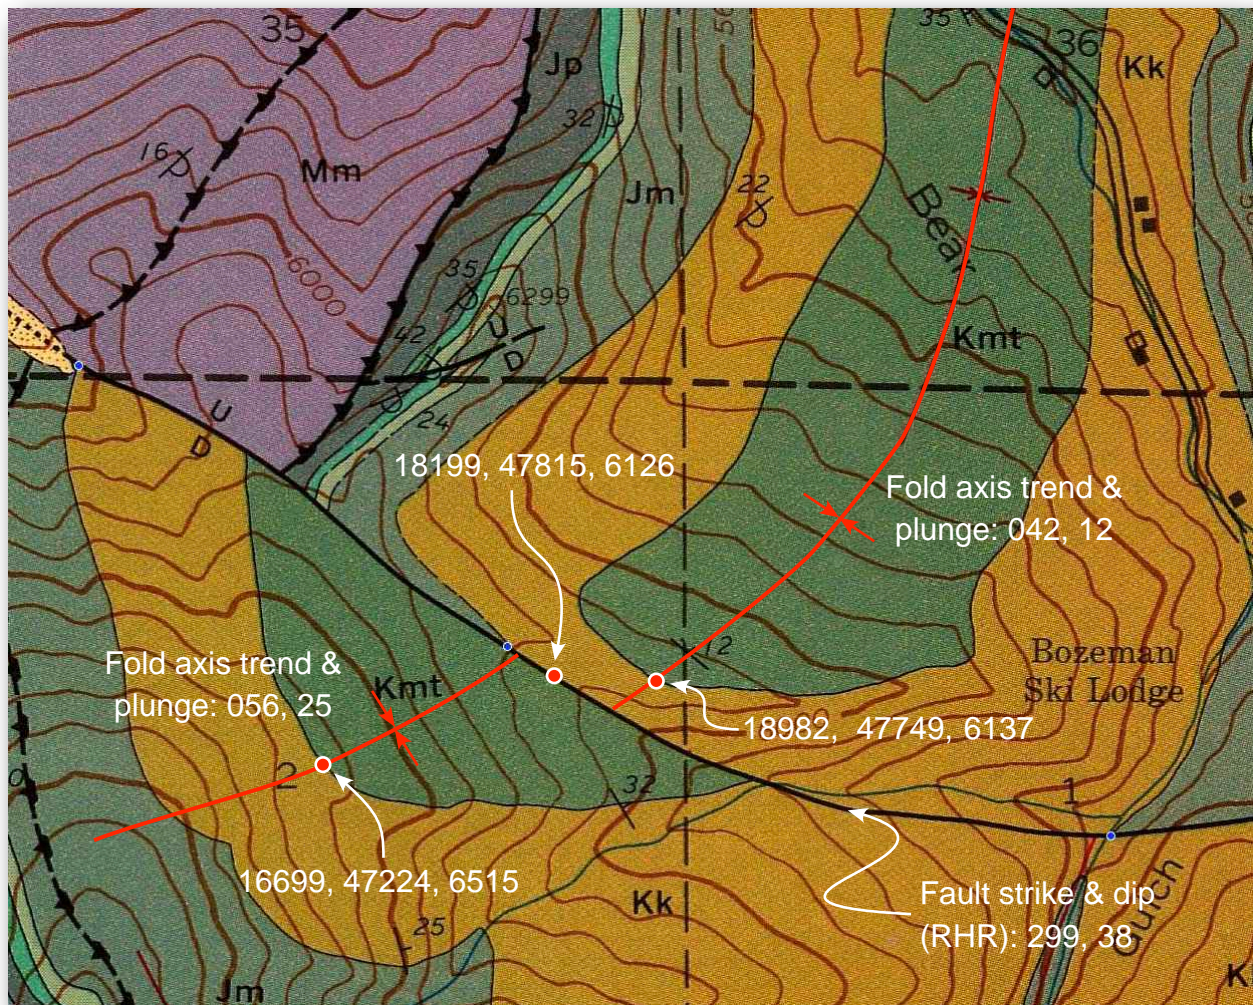 35
36
Jp
Kk
35
32
16
Mm
Jm
22
Bear
6000
35
6299
U
D
42
Kmt
24
U
D
18199, 47815, 6126
Fold axis trend &
plunge: 042, 12
12
Bozeman
Ski Lodge
Fold axis trend &
plunge: 056, 25
Kmt
18982, 47749, 6137
2
32
1
16699, 47224, 6515
Kk
Fault strike & dip
(RHR): 299, 38
Gulch
25
Jm
K